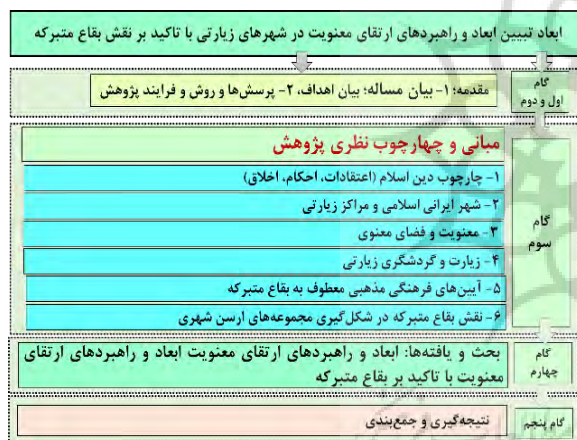 ابعاد تبیین ابعاد و راهبردهای ارتقای معنویت در شهرهای زیارتی با تاکید بر نقش بقاع متبرکه
گام
اول و دوم
مقدمه؛ ۱- بیان مساله؛ بیان اهداف، ۲- پرسش‌ها و روش و فرایند پژوهش
گام
سوم
مبانی و چهارچوب نظری پژوهش
۱- چارچوب دین اسلام (اعتقادات، احکام، اخلاق)
۲- شهر ایرانی اسلامی و مراکز زیارتی
۳- معنویت و فضای معنوی
۴- زیارت و گردشگری زیارتی
۵- آیین‌های فرهنگی مذهبی معطوف به بقاع متبرکه
۶- نقش بقاع متبرکه در شکل‌گیری مجموعه‌های ارسن شهری
گام
چهارم
بحث و یافته‌ها: ابعاد و راهبردهای ارتقای معنویت ابعاد و راهبردهای ارتقای
معنویت با تاکید بر بقاع متبرکه
گام پنجم
نتیجه‌گیری و جمع‌بندی